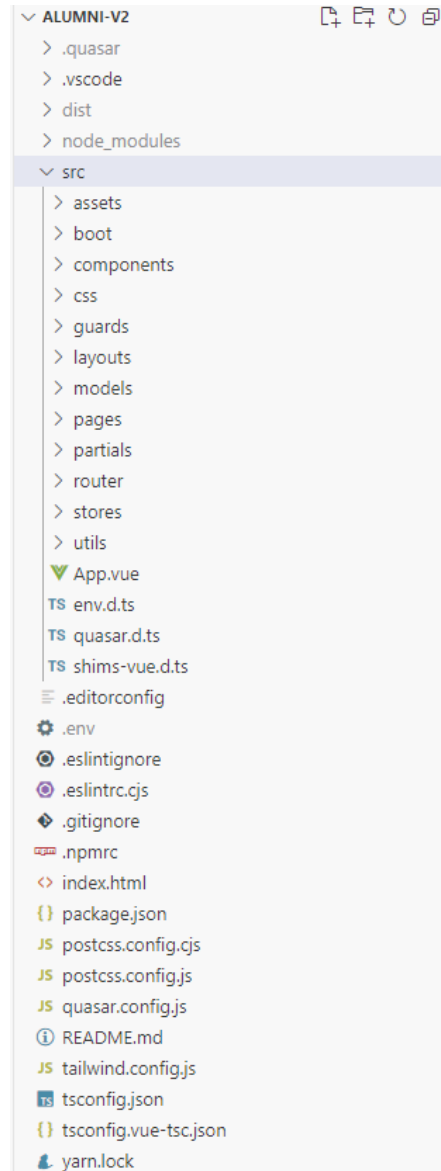 ALUMNI-V2
.quasar
.vscode
dist
node_modules
src
assets
boot
components
css
guards
layouts
models
pages
partials
router
stores
utils
App.vue
TS env.d.ts
TS quasar.d.ts
TS shims-vue.d.ts
.editorconfig
.env
.eslintignore
.eslintrc.cjs
.gitignore
npm .npmrc
<> index.html
{} package.json
JS postcss.config.cjs
JS postcss.config.js
JS quasar.config.js
README.md
JS tailwind.config.js
TS tsconfig.json
{} tsconfig.vue-tsc.json
yarn.lock